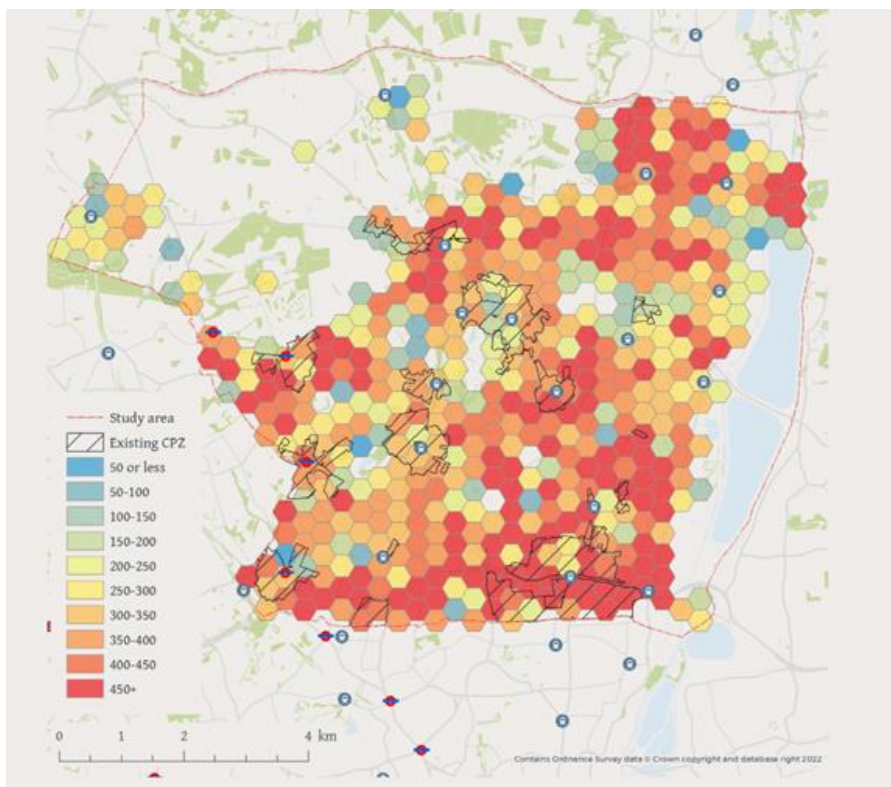 Study area
Existing CPZ
50 or less
50-100
100-150
150-200
200-250
250-300
300-350
350-400
400-450
450+
0 1 2 4 km
Contains Ordnance Survey data © Crown copyright and database right 2022